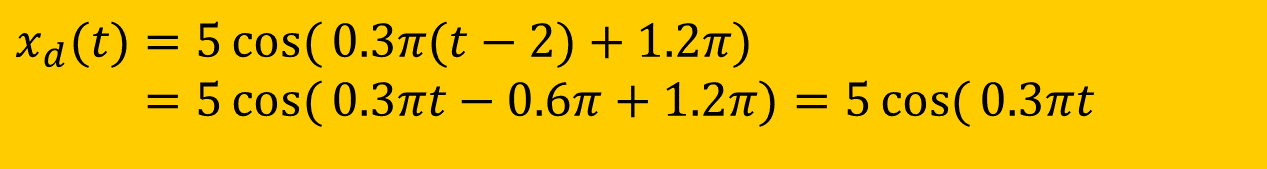 x_d(t) = 5 cos( 0.3π(t − 2) + 1.2π)
= 5 cos( 0.3πt − 0.6π + 1.2π) = 5 cos( 0.3πt